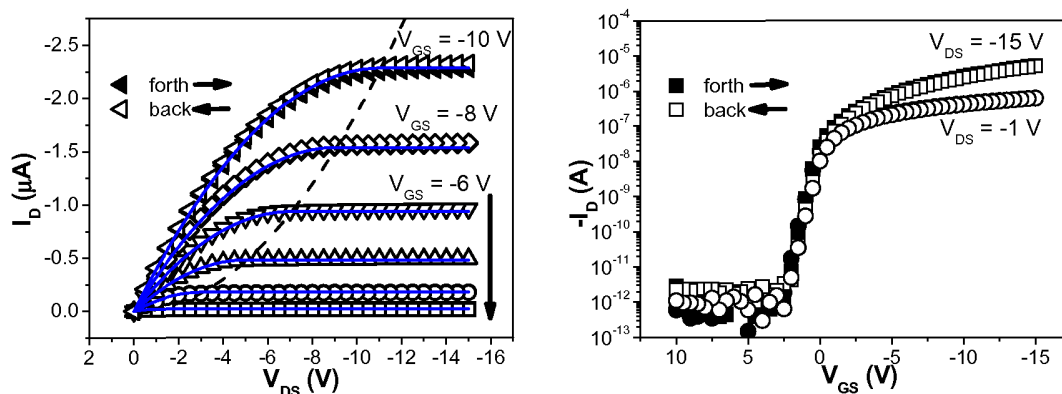 -2.5
-2.0
-1.5
-1.0
-0.5
0.0
I_D (μA)
V_GS = -10 V
forth
back
V_GS = -8 V
V_GS = -6 V
2 0 -2 -4 -6 -8 -10 -12 -14 -16
V_DS (V)
10^-4
10^-5
10^-6
10^-7
10^-8
10^-9
10^-10
10^-11
10^-12
10^-13
-I_D (A)
V_DS = -15 V
forth
back
V_DS = -1 V
10 5 0 -5 -10 -15
V_GS (V)